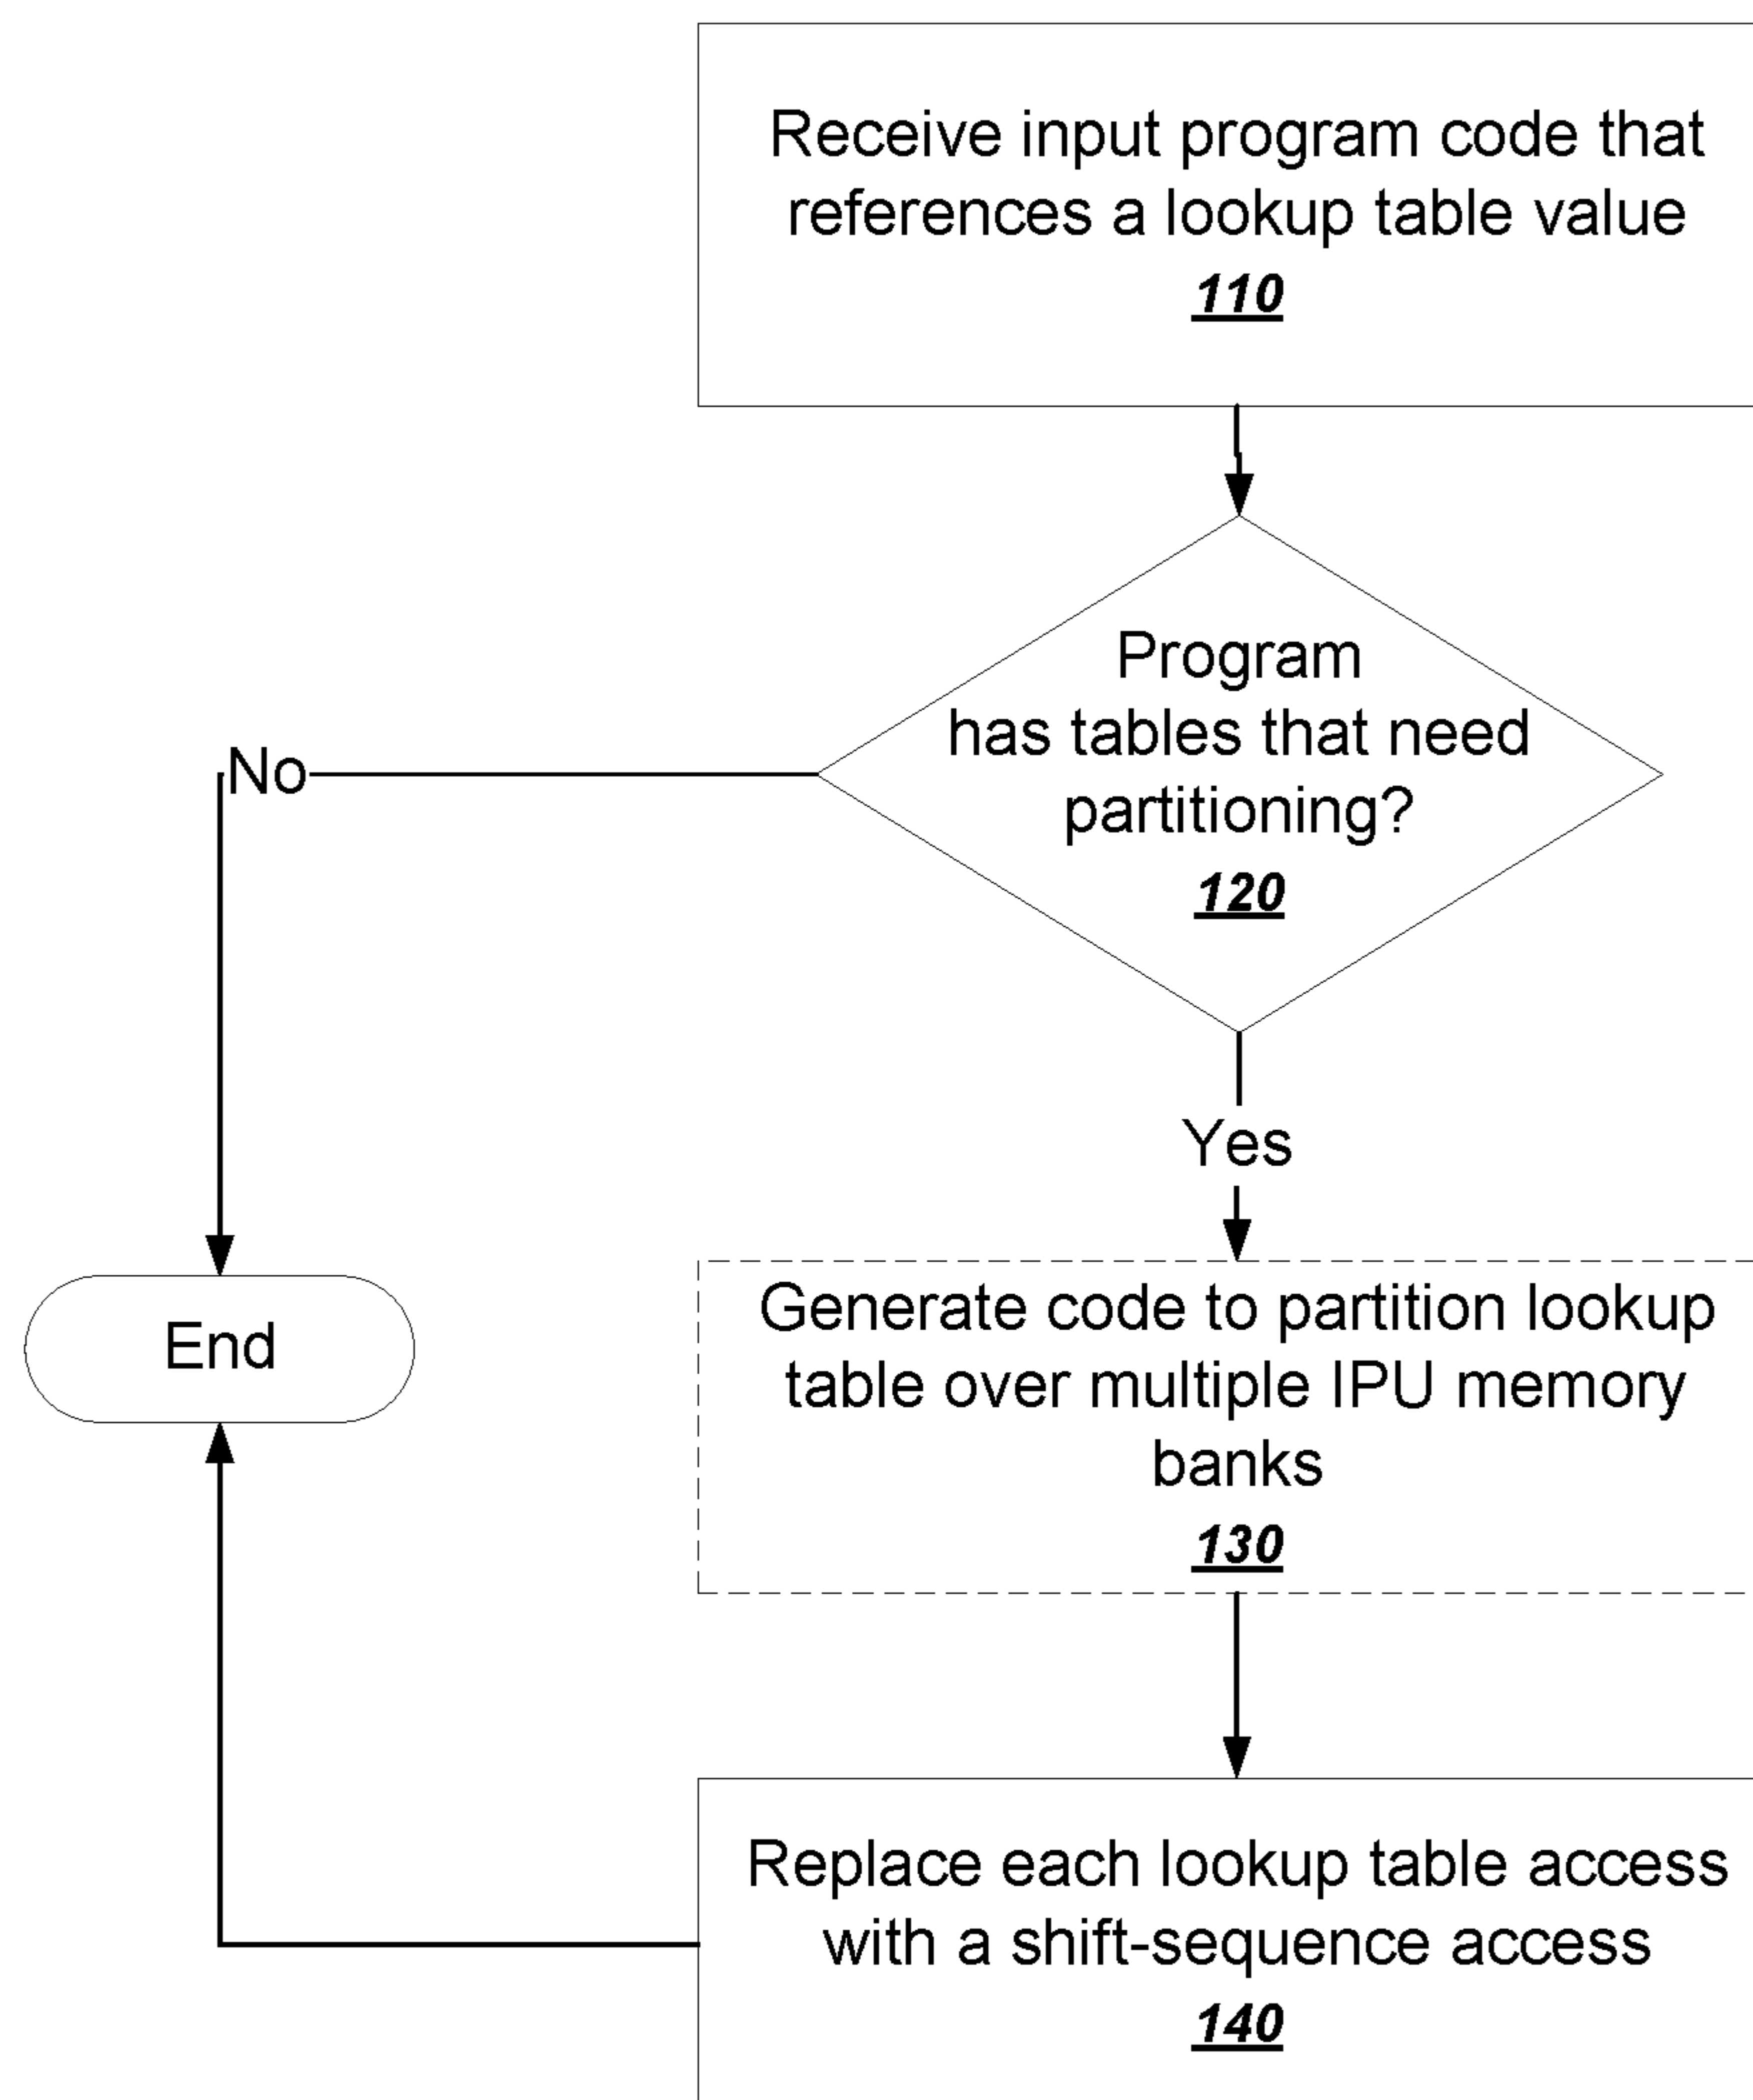 Receive input program code that
references a lookup table value
110
Program
has tables that need
partitioning?
120
No
Yes
Generate code to partition lookup
table over multiple IPU memory
banks
130
End
Replace each lookup table access
with a shift-sequence access
140